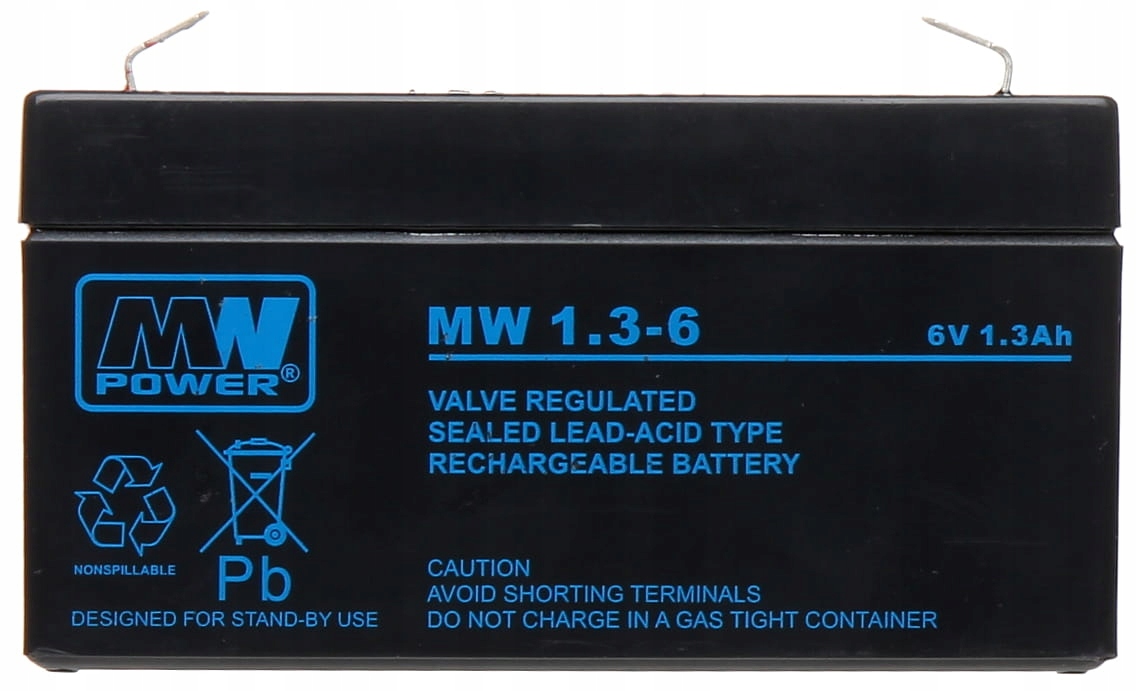 MW
POWER®
MW 1.3-6
6V 1.3Ah
VALVE REGULATED
SEALED LEAD-ACID TYPE
RECHARGEABLE BATTERY
NONSPILLABLE
Pb
DESIGNED FOR STAND-BY USE
CAUTION
AVOID SHORTING TERMINALS
DO NOT CHARGE IN A GAS TIGHT CONTAINER